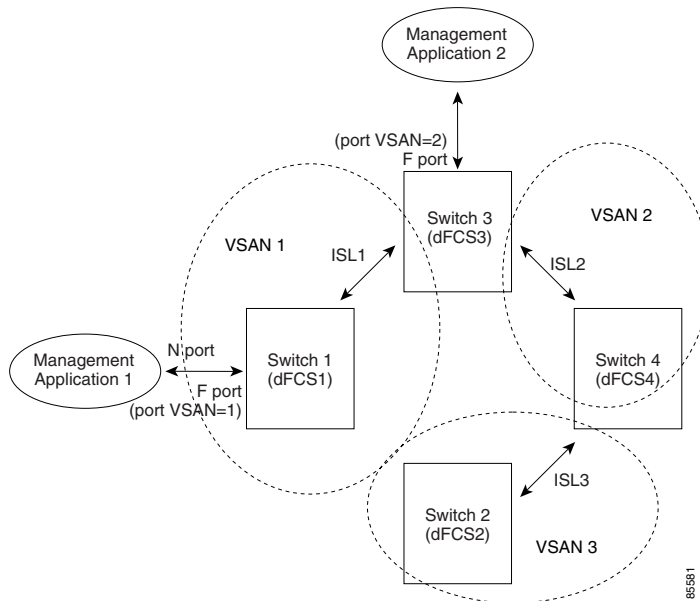 Management
Application 2
(port VSAN=2)
F port
Switch 3
(dFCS3)
VSAN 2
VSAN 1
ISL1
ISL2
N port
Management
Application 1
Switch 1
(dFCS1)
Switch 4
(dFCS4)
F port
(port VSAN=1)
ISL3
Switch 2
(dFCS2)
VSAN 3
85581